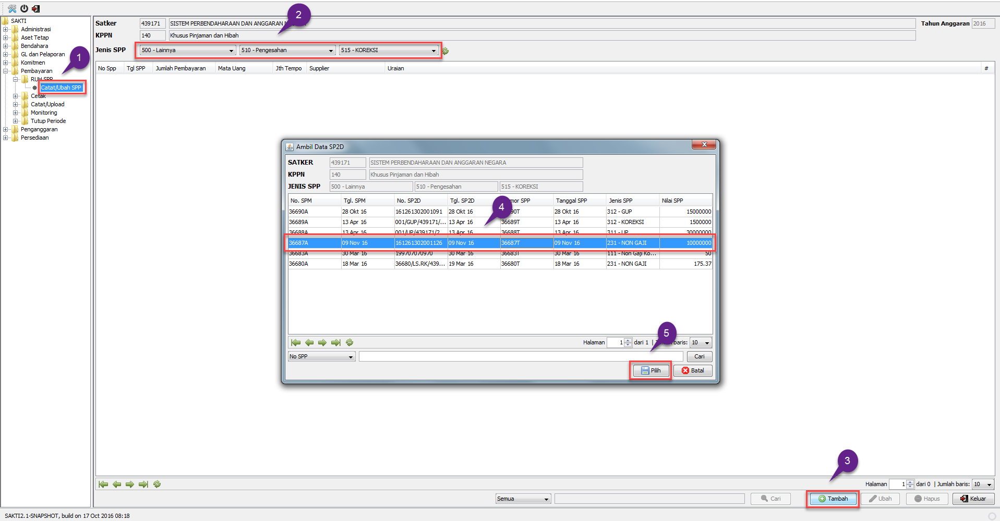 SAKTI
Administrasi
Aset Tetap
Bendahara
GL dan Pelaporan
Komitmen
Pembayaran
RUH SPP
Catat/Ubah SPP
Cetak
Catat/Upload
Monitoring
Tutup Periode
Penganggaran
Persediaan
1
2
Satker 439171 SISTEM PERBENDAHARAAN DAN ANGGARAN Tahun Anggaran 2016
KPPN 140 Khusus Pinjaman dan Hibah
Jenis SPP 500 - Lainnya 510 - Pengesahan 515 - KOREKSI
No Spp Tgl SPP Jumlah Pembayaran Mata Uang Jth Tempo Supplier Uraian #
Ambil Data SP2D
SATKER 439171 SISTEM PERBENDAHARAAN DAN ANGGARAN NEGARA
KPPN 140 Khusus Pinjaman dan Hibah
JENIS SPP 500 - Lainnya 510 - Pengesahan 515 - KOREKSI
No. SPM Tgl. SPM No. SP2D Tgl. SP2D mor SPP Tanggal SPP Jenis SPP Nilai SPP
4
36690A 28 Okt 16 161261302001091 28 Okt 16 90T 28 Okt 16 312 - GUP 15000000
36689A 13 Apr 16 001/GUP/439171/... 13 Apr 16 36689T 13 Apr 16 312 - KOREKSI 1500000
36688A 13 Apr 16 001/UP/439171/2 13 Apr 16 36688T 13 Apr 16 311 - UP 30000000
36687A 09 Nov 16 161261302001126 09 Nov 16 36687T 09 Nov 16 231 - NON GAJI 10000000
36683A 30 Mar 16 199707070970 30 Mar 16 36683T 30 Mar 16 111 - Non Gaji Ko... 50
36680A 18 Mar 16 36680/LS.RK/439... 19 Mar 16 36680T 18 Mar 16 231 - NON GAJI 175.37
5
Halaman 1 dari 1 | baris: 10
No SPP Cari
Pilih Batal
3
Halaman 1 dari 0 | Jumlah baris: 10
Semua Cari Tambah Ubah Hapus Keluar
SAKTI2.1-SNAPSHOT, build on 17 Oct 2016 08:18